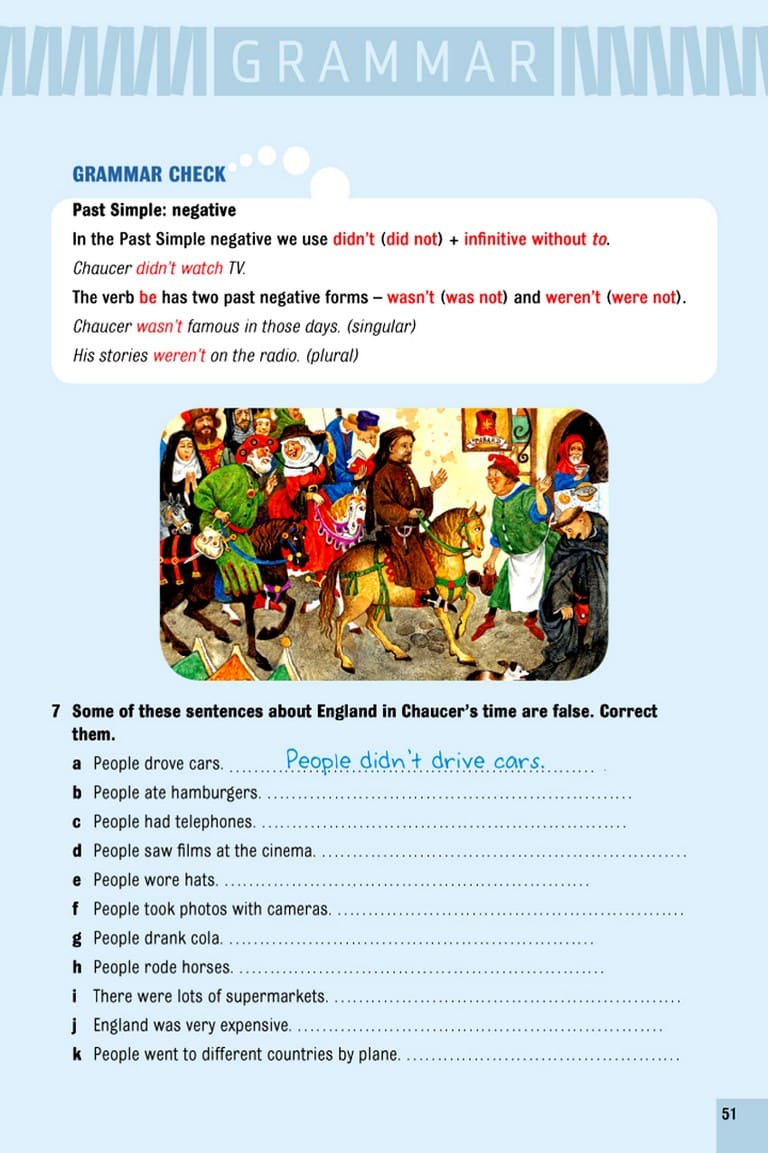 GRAMMAR
GRAMMAR CHECK
Past Simple: negative
In the Past Simple negative we use didn't (did not) + infinitive without to.
Chaucer didn't watch TV.
The verb be has two past negative forms – wasn't (was not) and weren't (were not).
Chaucer wasn't famous in those days. (singular)
His stories weren't on the radio. (plural)
7 Some of these sentences about England in Chaucer's time are false. Correct
them.
a People drove cars. People didn't drive cars.
b People ate hamburgers. ............................................................
c People had telephones. ............................................................
d People saw films at the cinema. ............................................................
e People wore hats. ............................................................
f People took photos with cameras. .........................................................
g People drank cola. ............................................................
h People rode horses. ............................................................
i There were lots of supermarkets. .........................................................
j England was very expensive. ............................................................
k People went to different countries by plane. .............................................
51